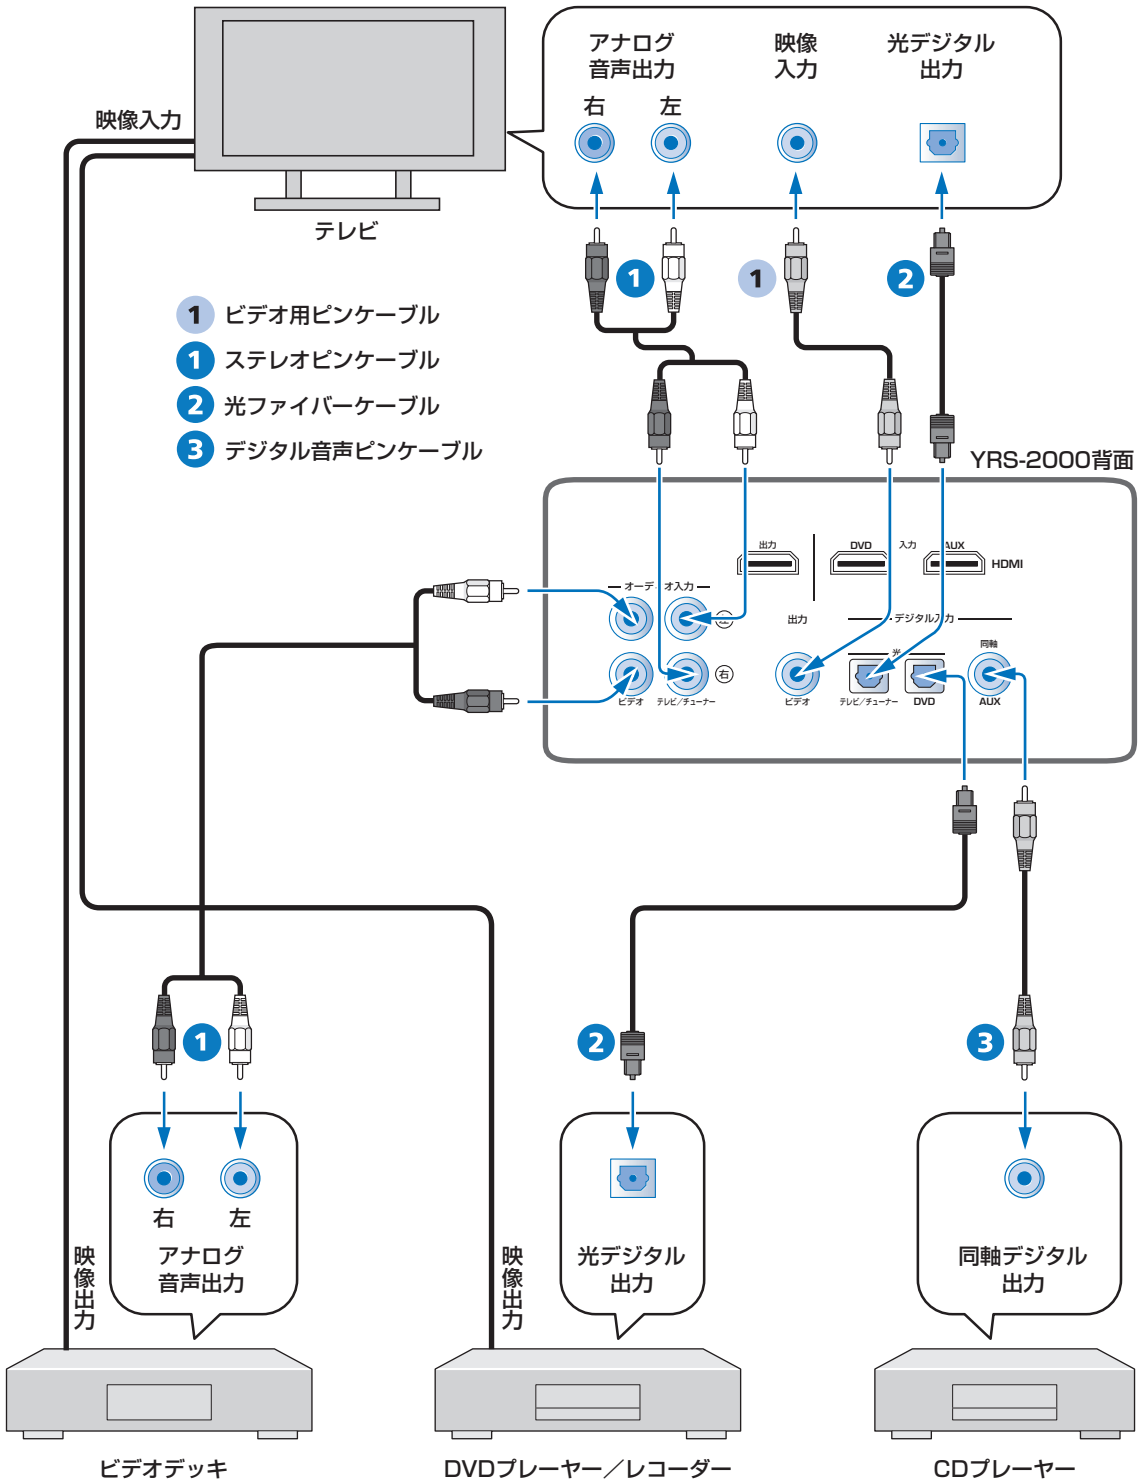 アナログ
音声出力
映像
入力
光デジタル
出力
右
左
映像入力
テレビ
1
1
2
1 ビデオ用ピンケーブル
1 ステレオピンケーブル
2 光ファイバーケーブル
3 デジタル音声ピンケーブル
YRS-2000背面
出力
DVD
入力
AUX
HDMI
オーディオ入力
左
出力
デジタル入力
光
同軸
右
ビデオ
テレビ/チューナー
ビデオ
テレビ/チューナー
DVD
AUX
1
2
3
右
左
アナログ
音声出力
映像出力
映像出力
光デジタル
出力
同軸デジタル
出力
ビデオデッキ
DVDプレーヤー/レコーダー
CDプレーヤー